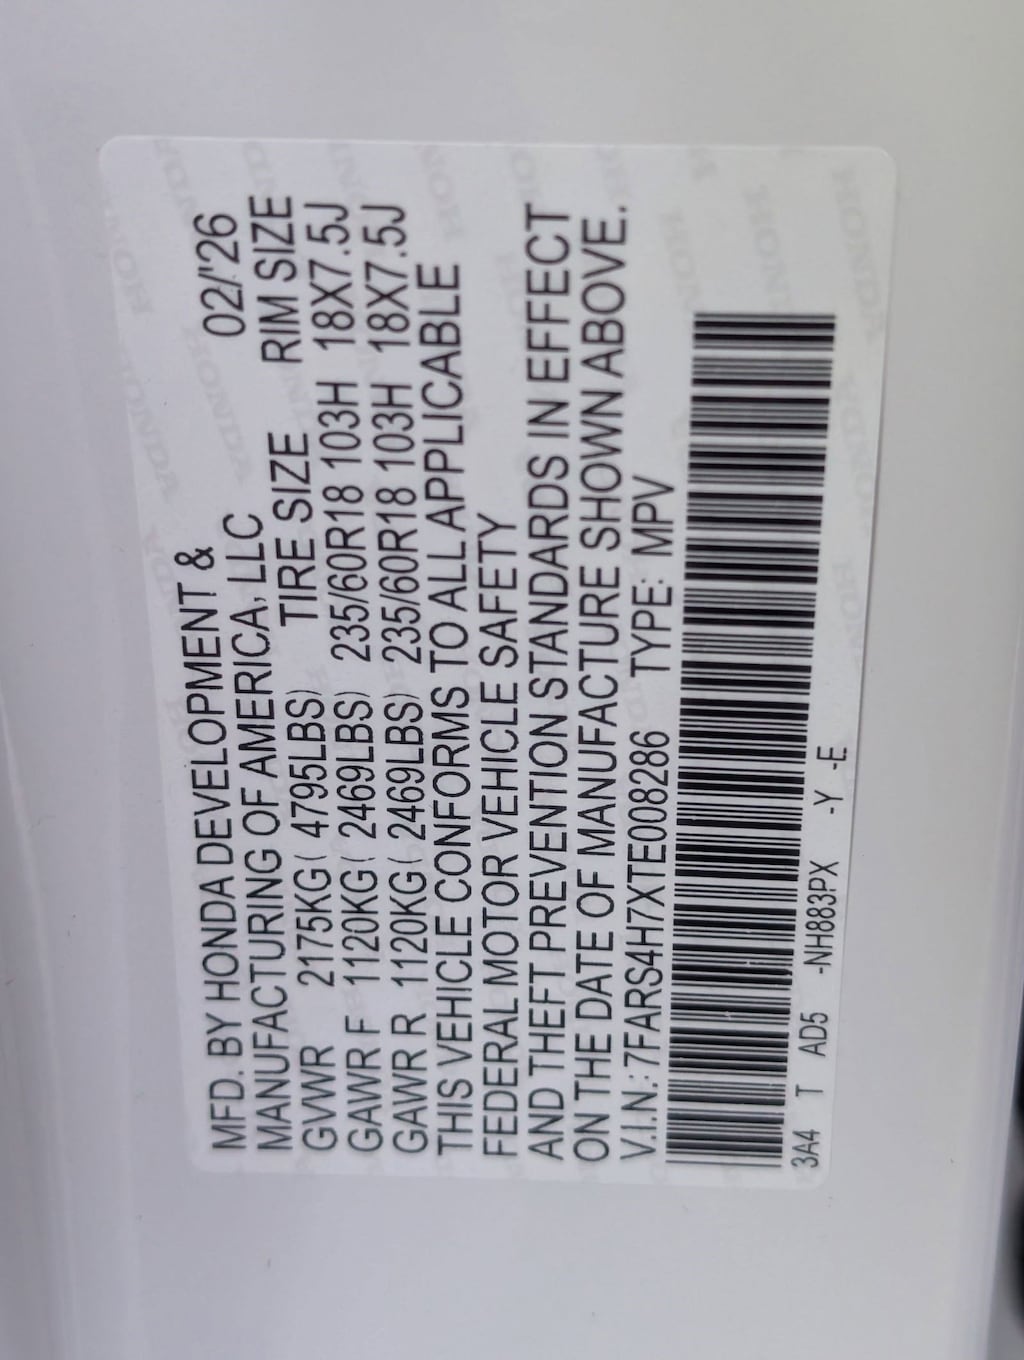 MFD. BY HONDA DEVELOPMENT &
MANUFACTURING OF AMERICA, LLC 02/'26
GVWR 2175KG( 4795LBS) TIRE SIZE RIM SIZE
GAWR F 1120KG( 2469LBS) 235/60R18 103H 18X7.5J
GAWR R 1120KG( 2469LBS) 235/60R18 103H 18X7.5J
THIS VEHICLE CONFORMS TO ALL APPLICABLE
FEDERAL MOTOR VEHICLE SAFETY
AND THEFT PREVENTION STANDARDS IN EFFECT
ON THE DATE OF MANUFACTURE SHOWN ABOVE.
V.I.N.: 7FARS4H7XTE008286 TYPE: MPV
3A4 T AD5 -NH883PX -Y -E